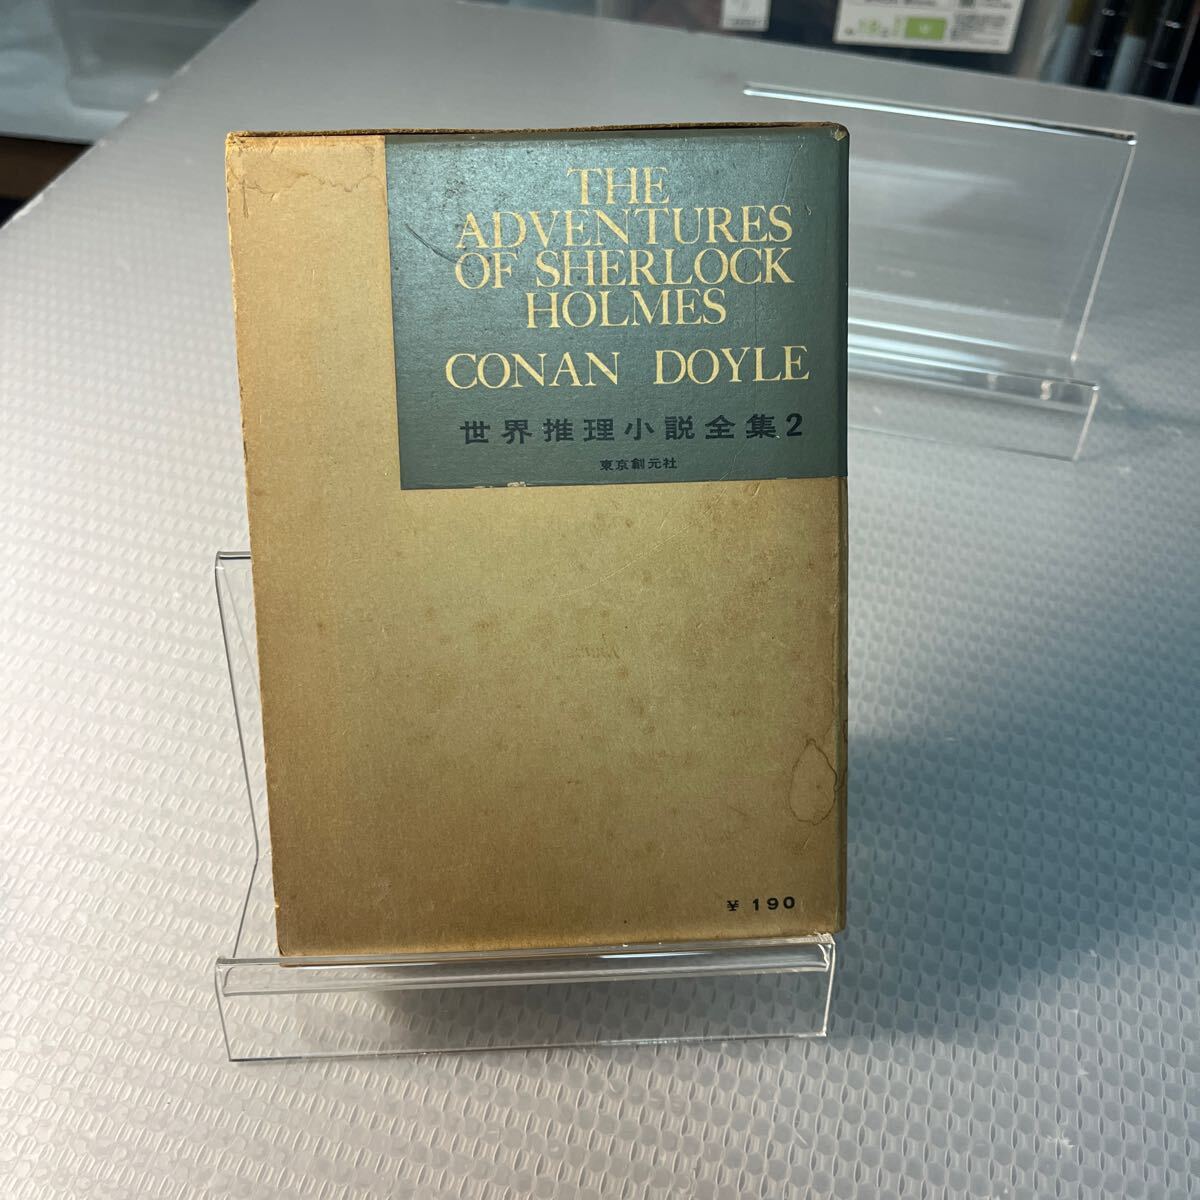 THE
ADVENTURES
OF SHERLOCK
HOLMES
CONAN DOYLE
世界推理小説全集2
東京創元社
¥ 190